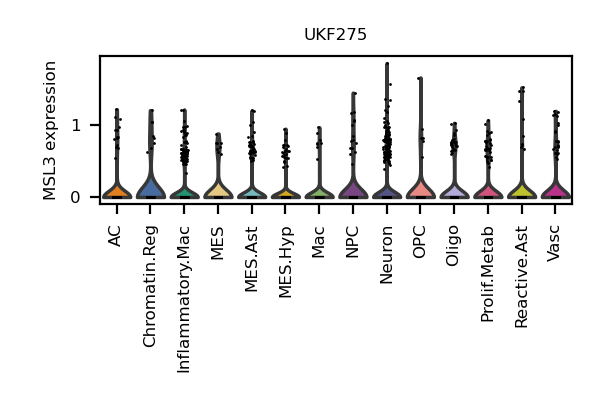 UKF275
MSL3 expression
1
0
AC
Chromatin.Reg
Inflammatory.Mac
MES
MES.Ast
MES.Hyp
Mac
NPC
Neuron
OPC
Oligo
Prolif.Metab
Reactive.Ast
Vasc